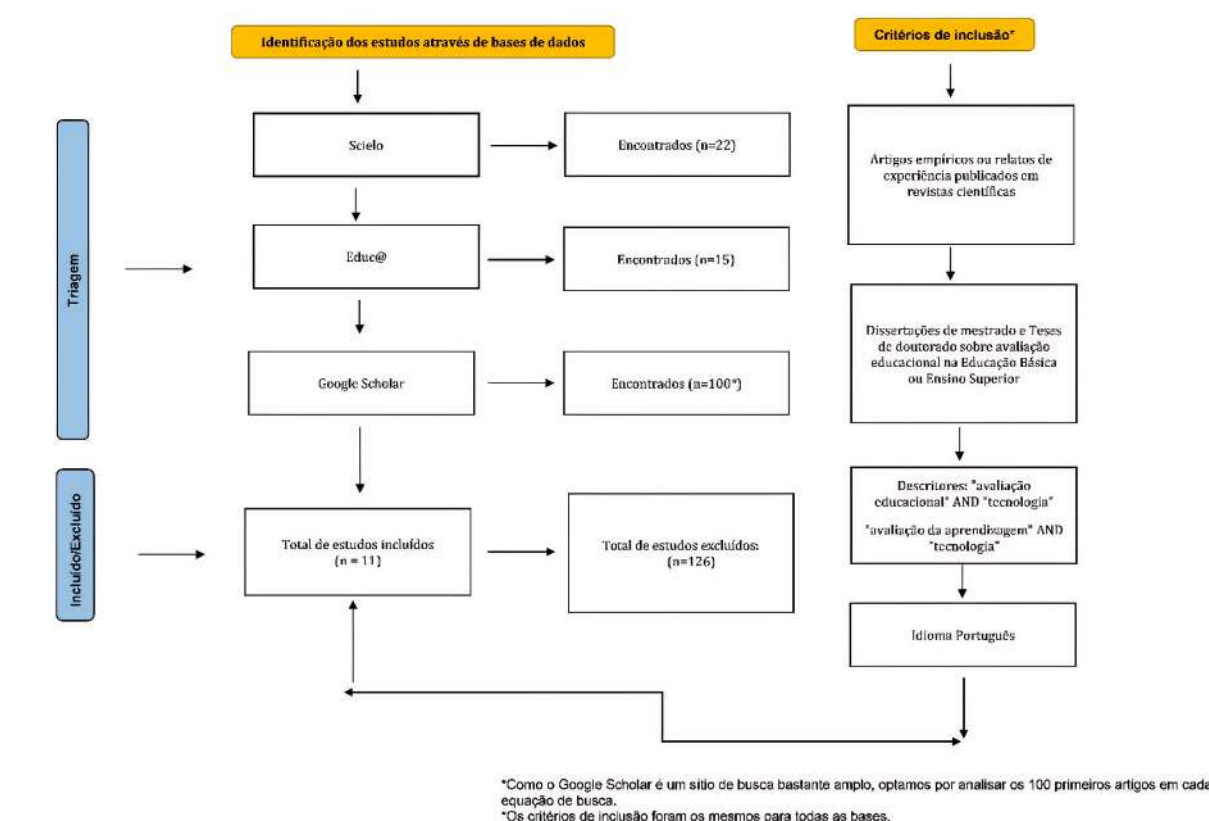 Identificação dos estudos através de bases de dados
Critérios de inclusão*
Triagem
Scielo
Encontrados (n=22)
Educ@
Encontrados (n=15)
Google Scholar
Encontrados (n=100*)
Incluído/Excluído
Total de estudos incluídos
(n = 11)
Total de estudos excluídos:
(n=126)
Artigos empíricos ou relatos de
experiência publicados em
revistas científicas
Dissertações de mestrado e Teses
de doutorado sobre avaliação
educacional na Educação Básica
ou Ensino Superior
Descritores: "avaliação
educacional" AND "tecnologia"
"avaliação da aprendizagem" AND
"tecnologia"
Idioma Português
*Como o Google Scholar é um sítio de busca bastante amplo, optamos por analisar os 100 primeiros artigos em cada
equação de busca.
*Os critérios de inclusão foram os mesmos para todas as bases.